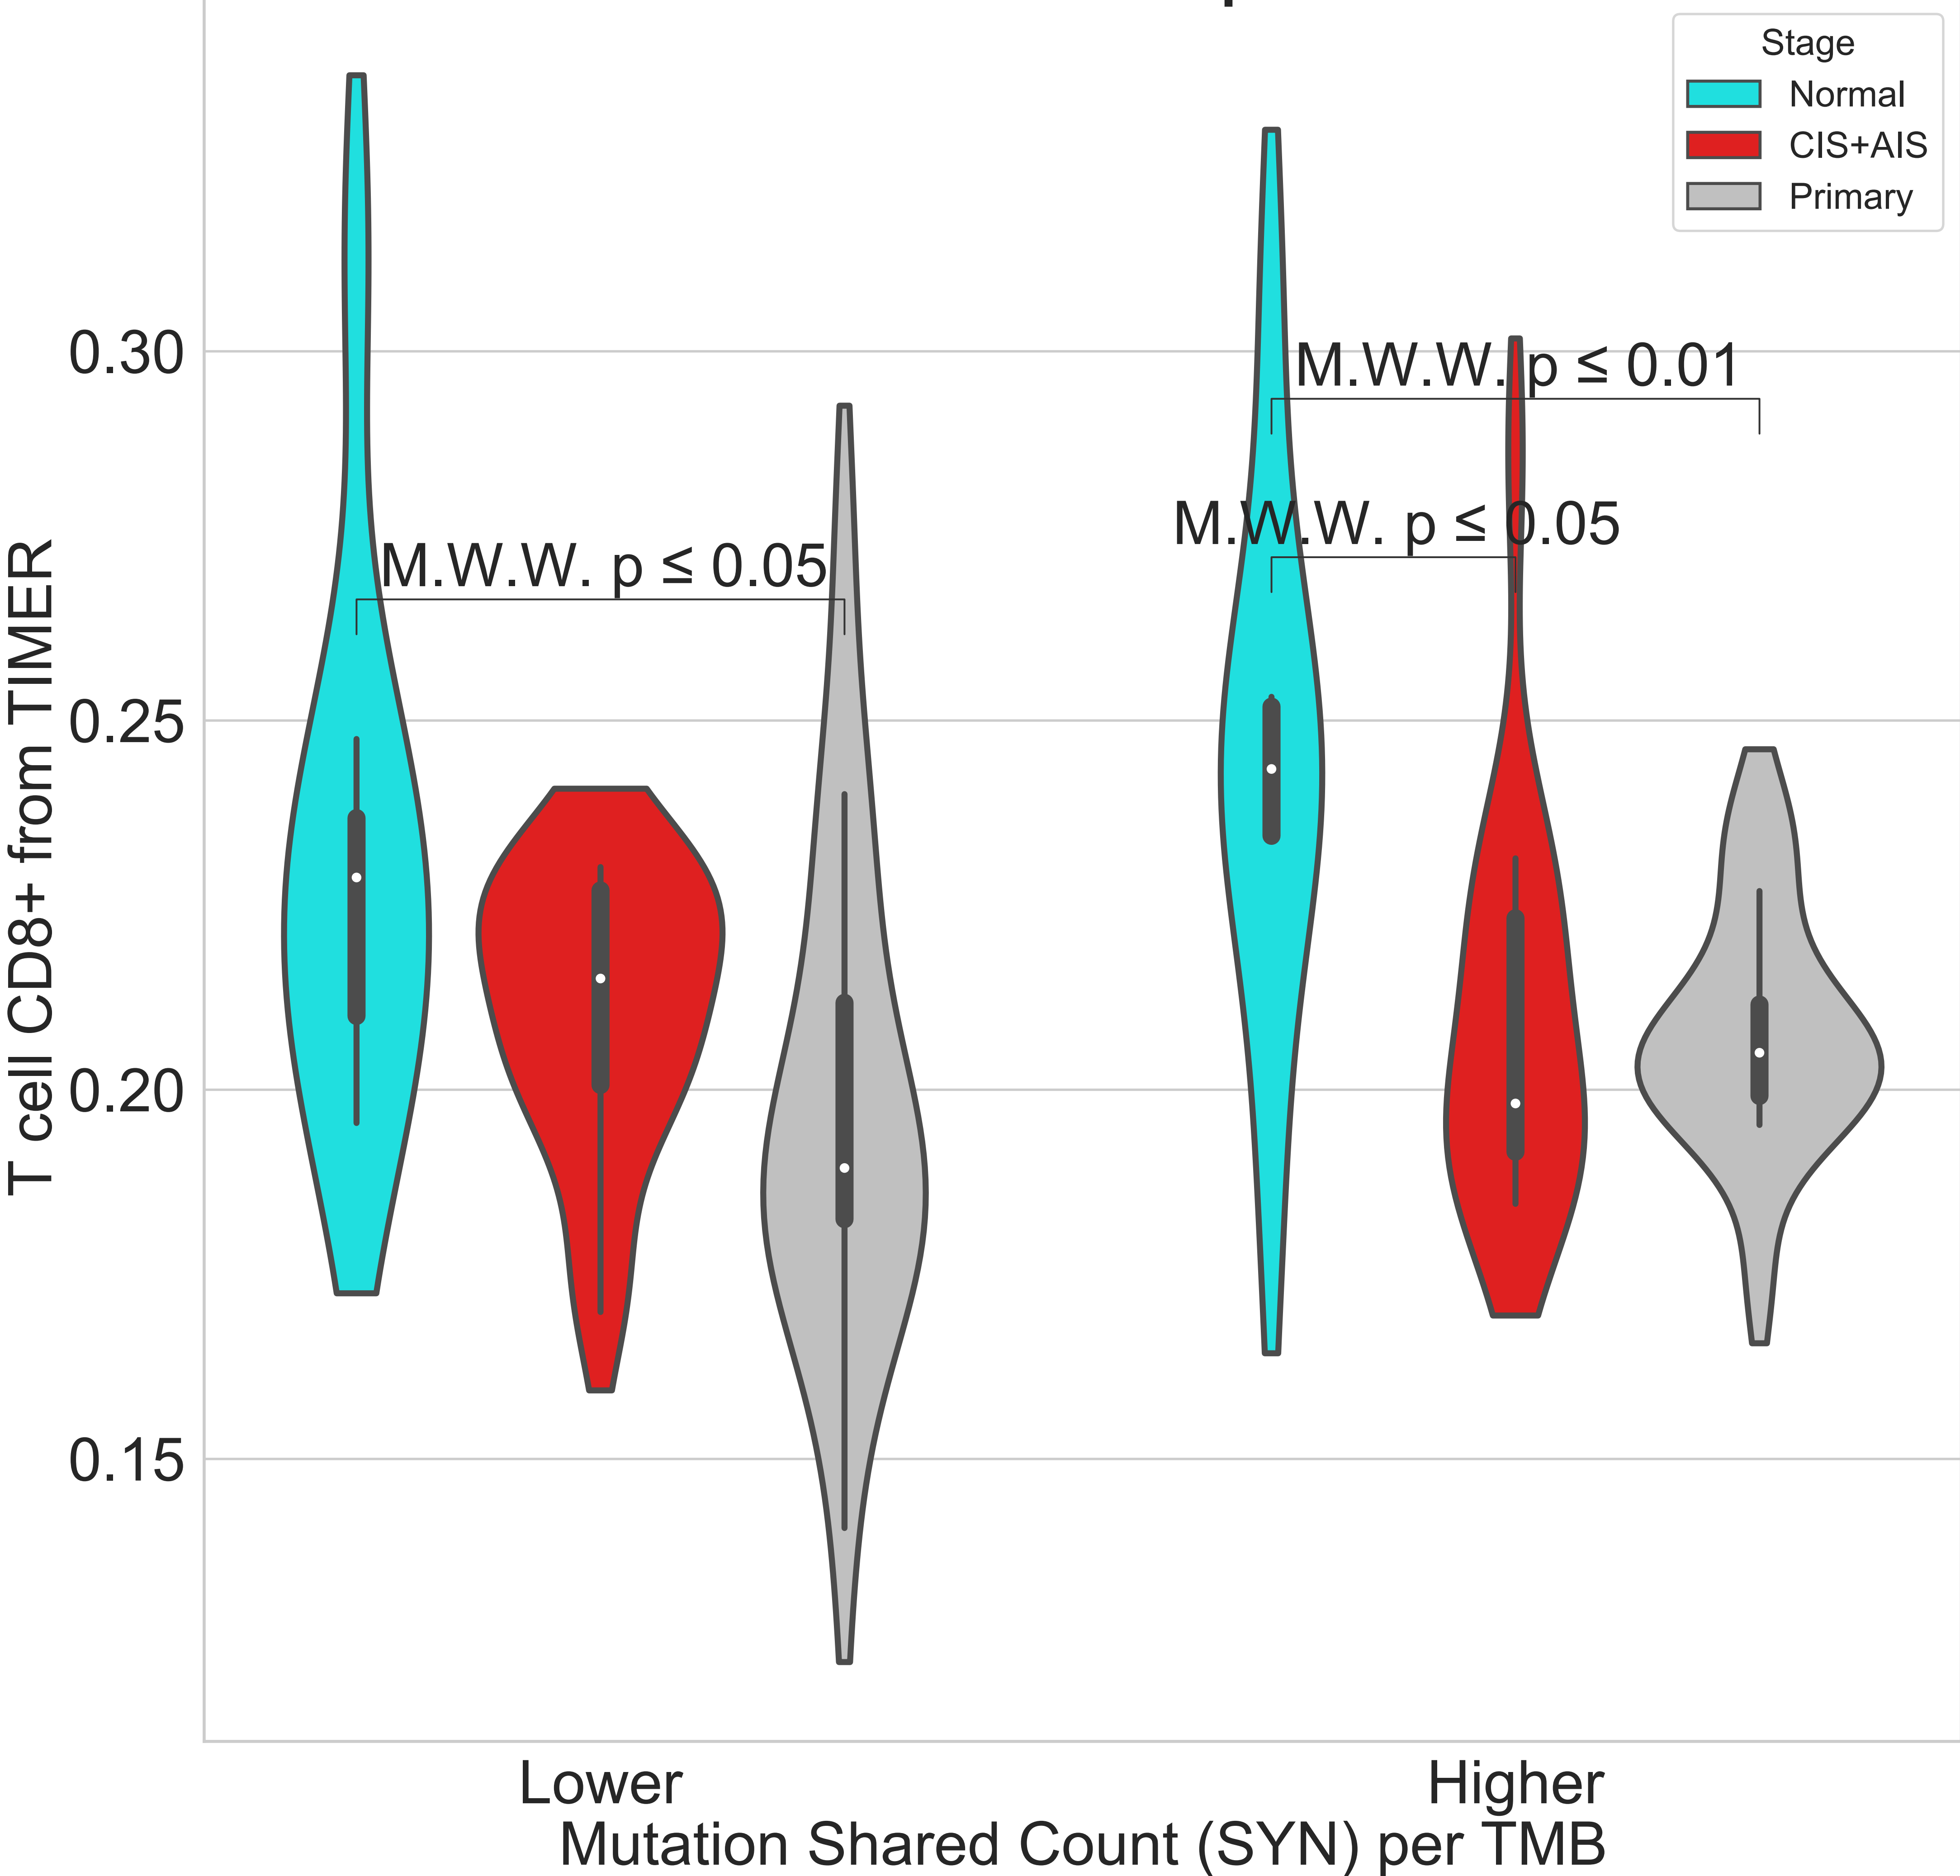 Stage
Normal
CIS+AIS
Primary
T cell CD8+ from TIMER
0.30
0.25
0.20
0.15
M.W.W. p ≤ 0.01
M.W.W. p ≤ 0.05
M.W.W. p ≤ 0.05
Lower
Higher
Mutation Shared Count (SYN) per TMB